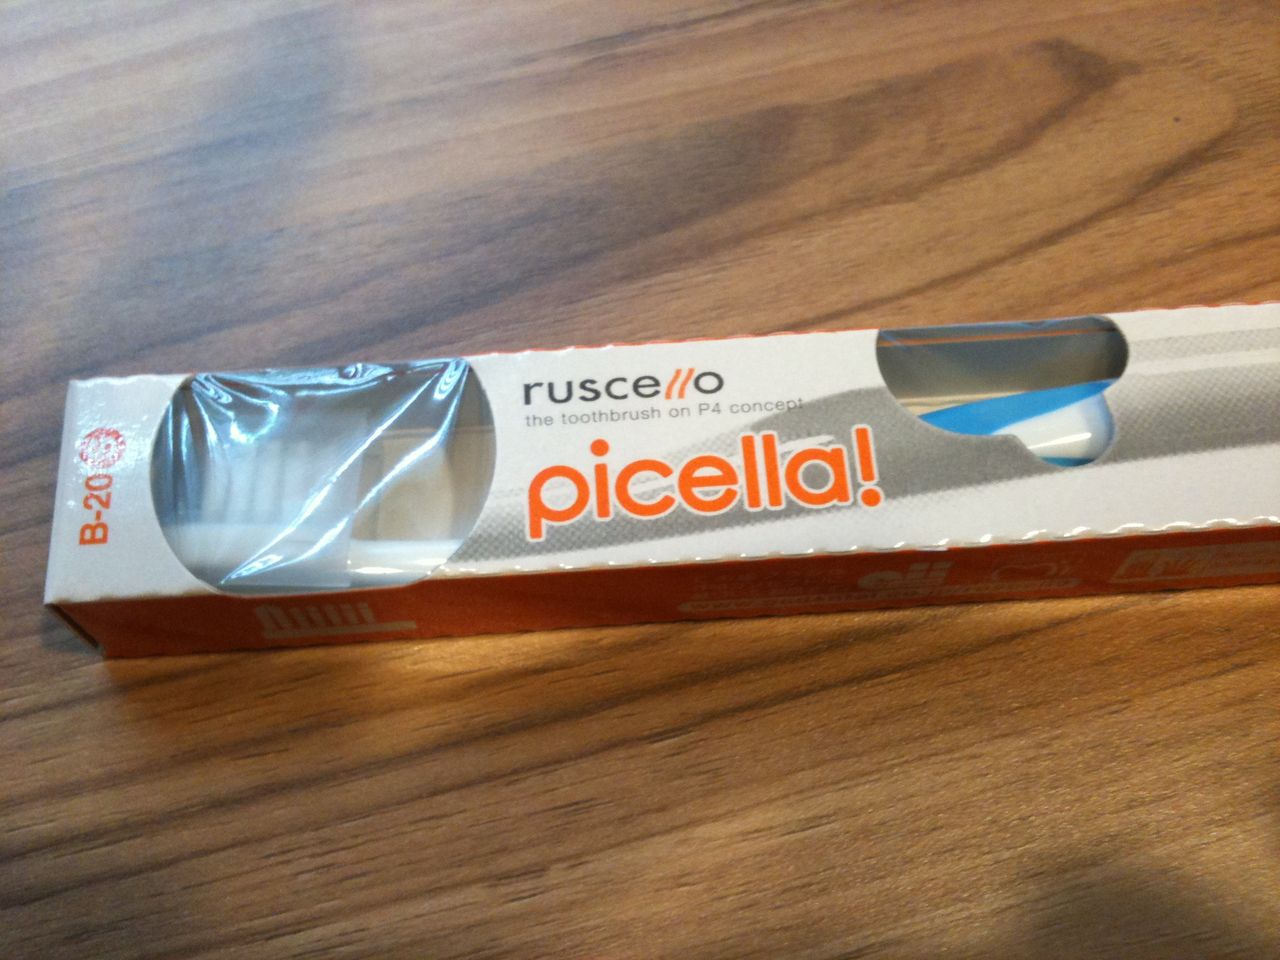 ruscello
the toothbrush on P4 concept
picella!
B-20